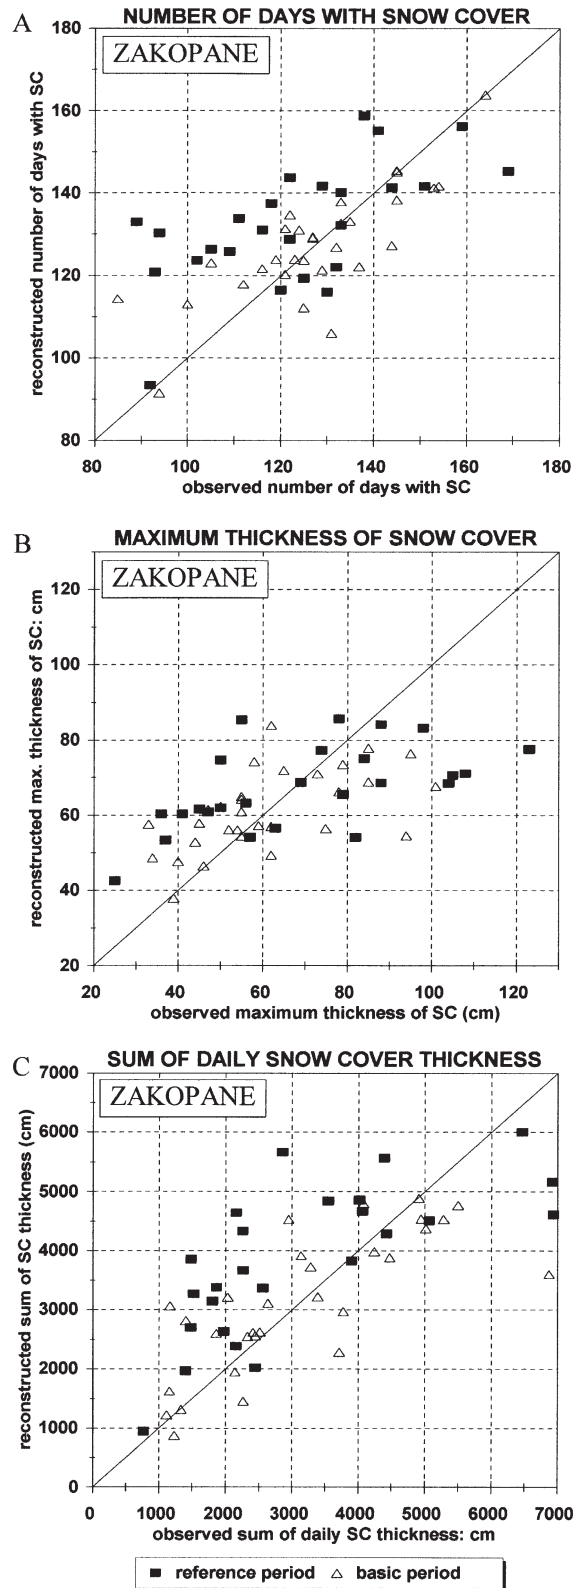 A
NUMBER OF DAYS WITH SNOW COVER
ZAKOPANE
reconstructed number of days with SC
180
160
140
120
100
80
80 100 120 140 160 180
observed number of days with SC
B
MAXIMUM THICKNESS OF SNOW COVER
ZAKOPANE
reconstructed max. thickness of SC: cm
120
100
80
60
40
20
20 40 60 80 100 120
observed maximum thickness of SC (cm)
C
SUM OF DAILY SNOW COVER THICKNESS
ZAKOPANE
reconstructed sum of SC thickness (cm)
7000
6000
5000
4000
3000
2000
1000
0
0 1000 2000 3000 4000 5000 6000 7000
observed sum of daily SC thickness: cm
reference period basic period